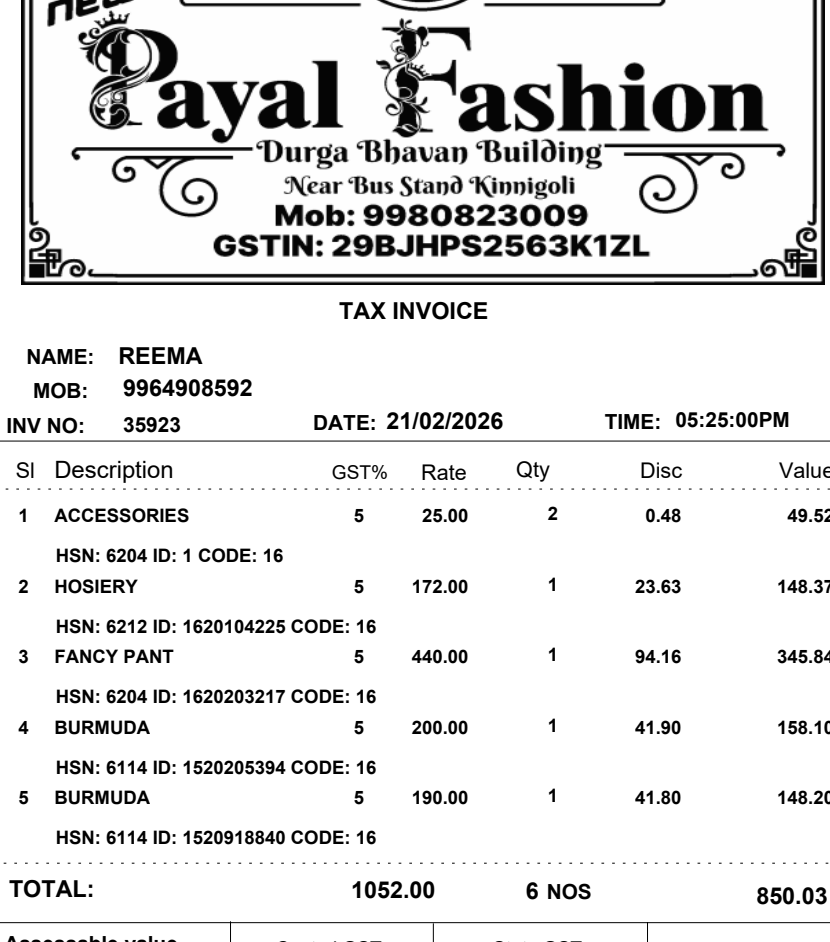 new
Payal Fashion
Durga Bhavan Building
Near Bus Stand Kinnigoli
Mob: 9980823009
GSTIN: 29BJHPS2563K1ZL
TAX INVOICE
NAME: REEMA
MOB: 9964908592
INV NO: 35923 DATE: 21/02/2026 TIME: 05:25:00PM
Sl Description GST% Rate Qty Disc Value
1 ACCESSORIES 5 25.00 2 0.48 49.52
HSN: 6204 ID: 1 CODE: 16
2 HOSIERY 5 172.00 1 23.63 148.37
HSN: 6212 ID: 1620104225 CODE: 16
3 FANCY PANT 5 440.00 1 94.16 345.84
HSN: 6204 ID: 1620203217 CODE: 16
4 BURMUDA 5 200.00 1 41.90 158.10
HSN: 6114 ID: 1520205394 CODE: 16
5 BURMUDA 5 190.00 1 41.80 148.20
HSN: 6114 ID: 1520918840 CODE: 16
TOTAL: 1052.00 6 NOS 850.03